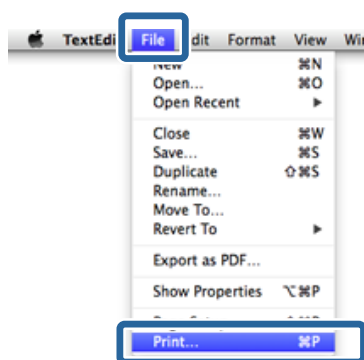 TextEdi File dit Format View Wi
New ⌘N
Open... ⌘O
Open Recent ▶
Close ⌘W
Save... ⌘S
Duplicate ⇧⌘S
Rename...
Move To...
Revert To ▶
Export as PDF...
Show Properties ⌥⌘P
Print... ⌘P